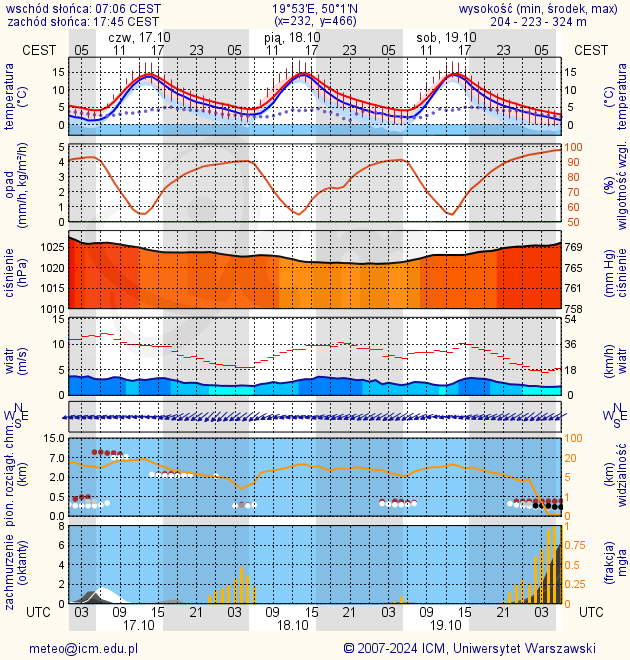 wschód słońca: 07:06 CEST 19°53'E, 50°1'N wysokość (min, środek, max)
zachód słońca: 17:45 CEST (x=232, y=466) 204 - 223 - 324 m
czw, 17.10 pią, 18.10 sob, 19.10
CEST 05 11 17 23 05 11 17 23 05 11 17 23 05 CEST
temperatura (°C) 15 10 5 0 15 10 5 0 (°C) temperatura
opad (mm/h, kg/m²/h) 5 4 3 2 1 0 100 90 80 70 60 50 (%) wilgotność wzgl.
ciśnienie (hPa) 1025 1020 1015 1010 769 765 761 758 (mm Hg) ciśnienie
wiatr (m/s) 15 10 5 0 54 36 18 0 (km/h) wiatr
N W E S N W E S
pion. rozciągł. chm. (km) 15.0 7.0 2.0 0.5 0.0 100 20 5 1 0 (km) widzialność
zachmurzenie (oktanty) 8 6 4 2 0 1 0.75 0.5 0.25 0 (frakcja) mgła
UTC 03 09 15 21 03 09 15 21 03 09 15 21 03 UTC
17.10 18.10 19.10
meteo@icm.edu.pl © 2007-2024 ICM, Uniwersytet Warszawski